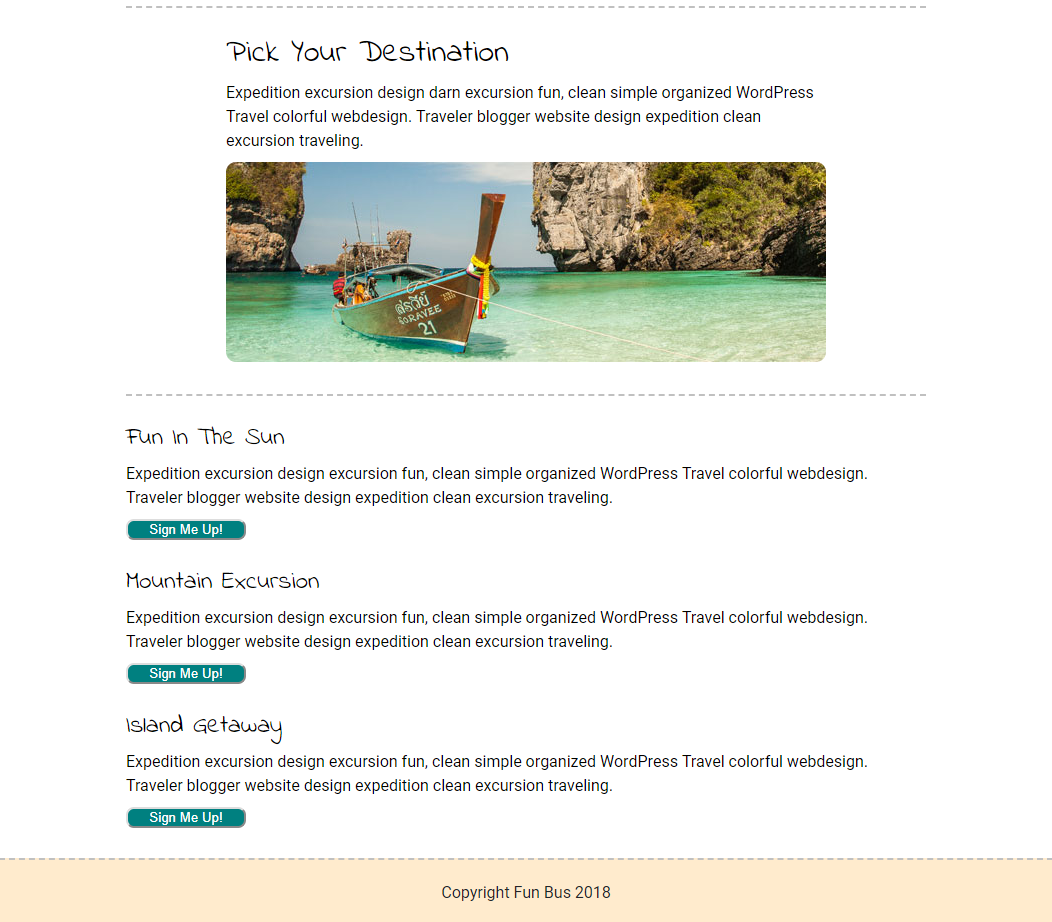 Pick Your Destination
Expedition excursion design darn excursion fun, clean simple organized WordPress
Travel colorful webdesign. Traveler blogger website design expedition clean
excursion traveling.
สรวีย์
SORAVEE
21
Fun In The Sun
Expedition excursion design excursion fun, clean simple organized WordPress Travel colorful webdesign.
Traveler blogger website design expedition clean excursion traveling.
Sign Me Up!
Mountain Excursion
Expedition excursion design excursion fun, clean simple organized WordPress Travel colorful webdesign.
Traveler blogger website design expedition clean excursion traveling.
Sign Me Up!
Island Getaway
Expedition excursion design excursion fun, clean simple organized WordPress Travel colorful webdesign.
Traveler blogger website design expedition clean excursion traveling.
Sign Me Up!
Copyright Fun Bus 2018